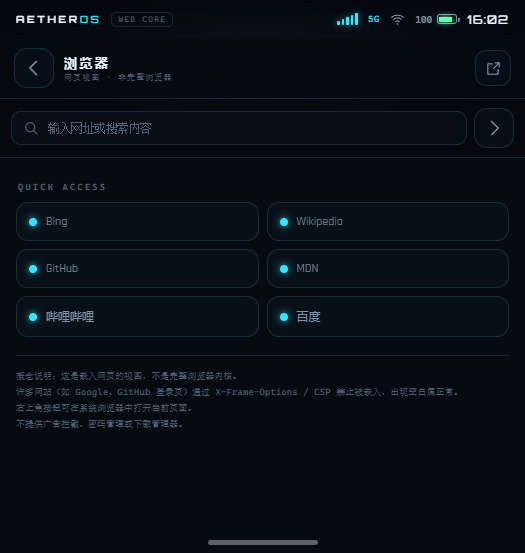 AETHEROS WEB CORE 5G 100 16:02
浏览器
网页视图 · 非完整浏览器
输入网址或搜索内容
QUICK ACCESS
Bing Wikipedia
GitHub MDN
哔哩哔哩 百度
概念说明：这是嵌入网页的视图，不是完整浏览器内核。
许多网站（如 Google、GitHub 登录页）通过 X-Frame-Options / CSP 禁止被嵌入，出现空白属正常。
右上角按钮可在系统浏览器中打开当前页面。
不提供广告拦截、密码管理或下载管理器。